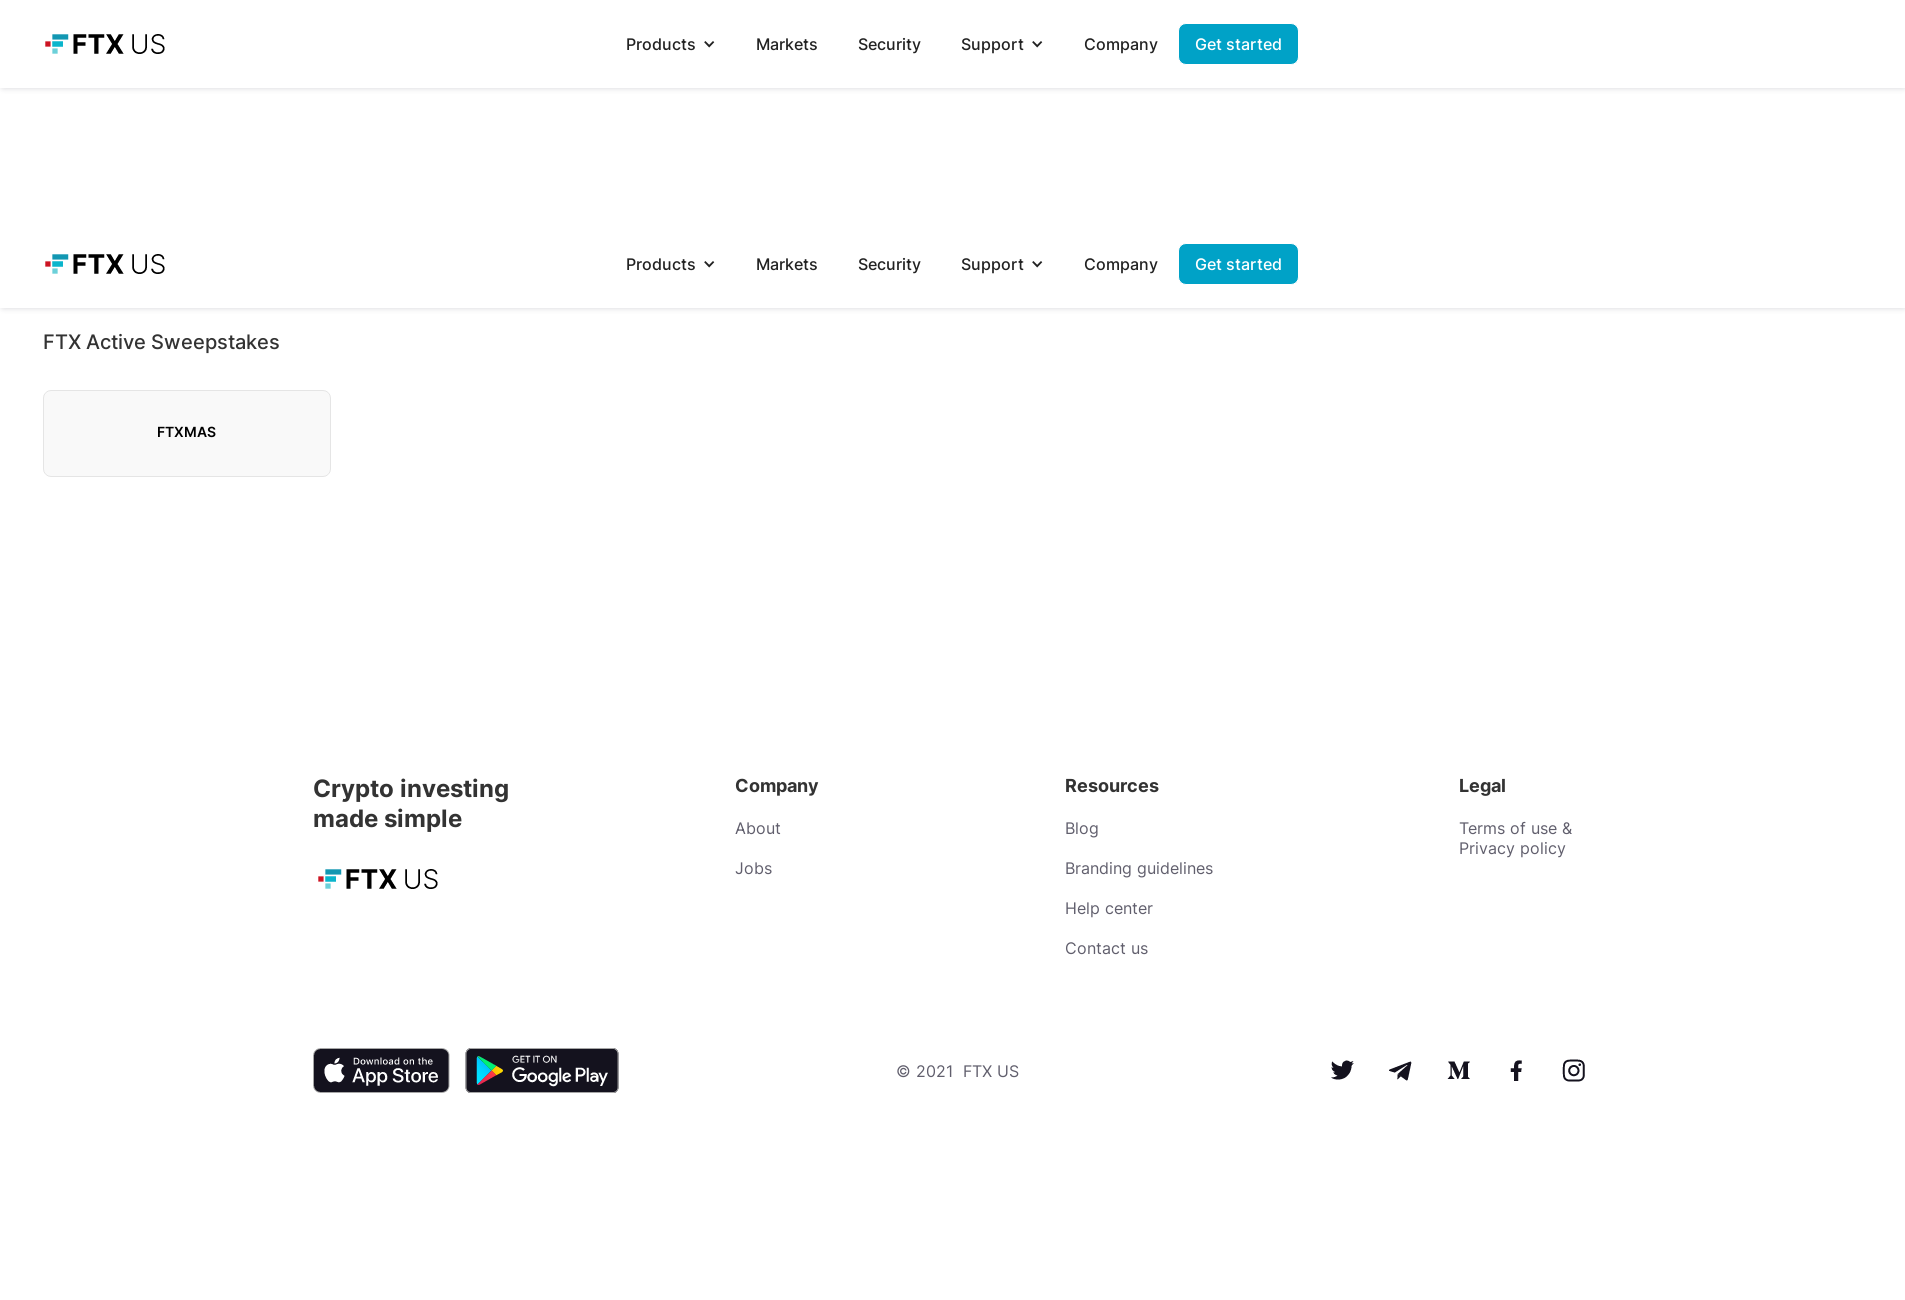 FTX US
Products
Markets
Security
Support
Company
Get started
FTX US
Products
Markets
Security
Support
Company
Get started
FTX Active Sweepstakes
FTXMAS
Crypto investing
made simple
FTX US
Company
About
Jobs
Resources
Blog
Branding guidelines
Help center
Contact us
Legal
Terms of use &
Privacy policy
Download on the
App Store
GET IT ON
Google Play
© 2021 FTX US